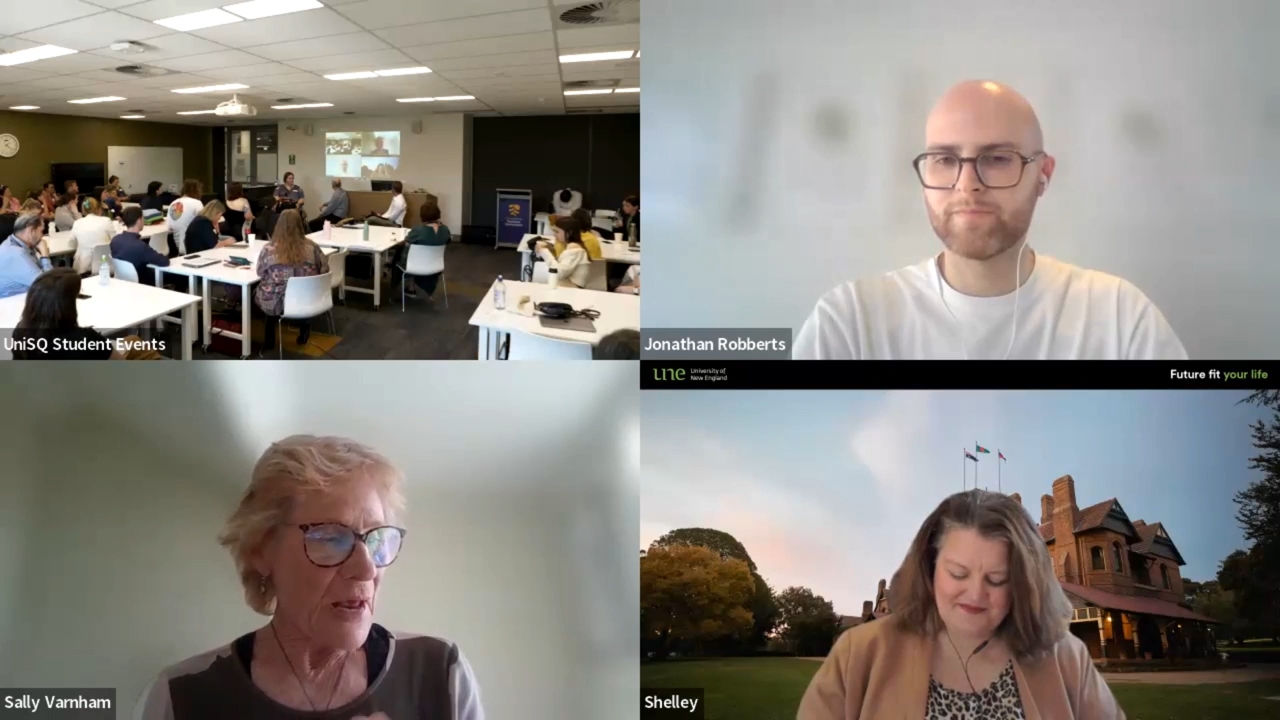 UniSQ Student Events
Jonathan Robberts
Sally Varnham
une University of
New England
Future fit your life
Shelley